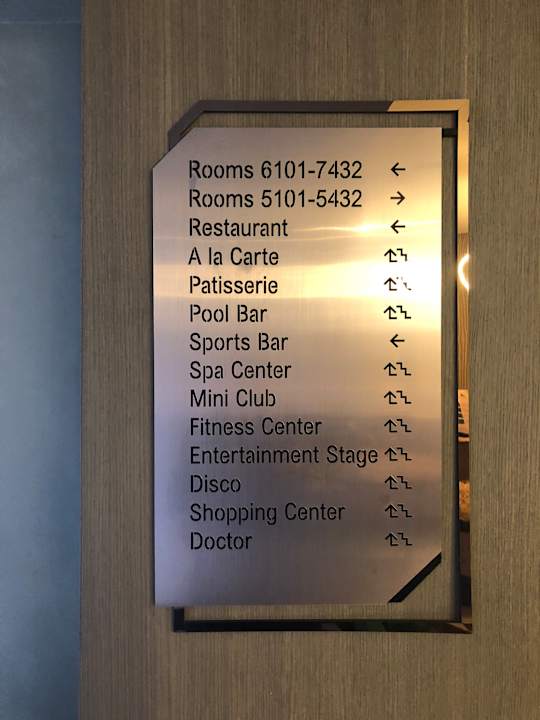 Rooms 6101-7432 ←
Rooms 5101-5432 →
Restaurant ←
A la Carte
Patisserie
Pool Bar
Sports Bar ←
Spa Center
Mini Club
Fitness Center
Entertainment Stage
Disco
Shopping Center
Doctor